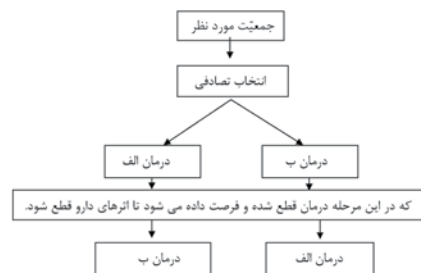 جمعیّت مورد نظر
انتخاب تصادفی
درمان ب
درمان الف
که در این مرحله درمان قطع شده و فرصت داده می شود تا اثرهای دارو قطع شود.
درمان الف
درمان ب